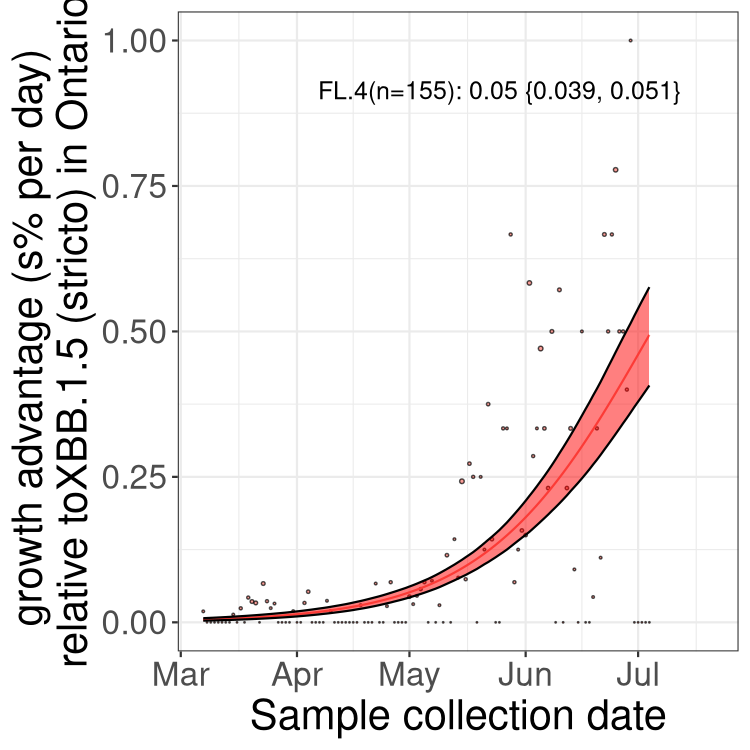 growth advantage (s% per day)
relative toXBB.1.5 (stricto) in Ontario
1.00
0.75
0.50
0.25
0.00
FL.4(n=155): 0.05 {0.039, 0.051}
Mar Apr May Jun Jul
Sample collection date